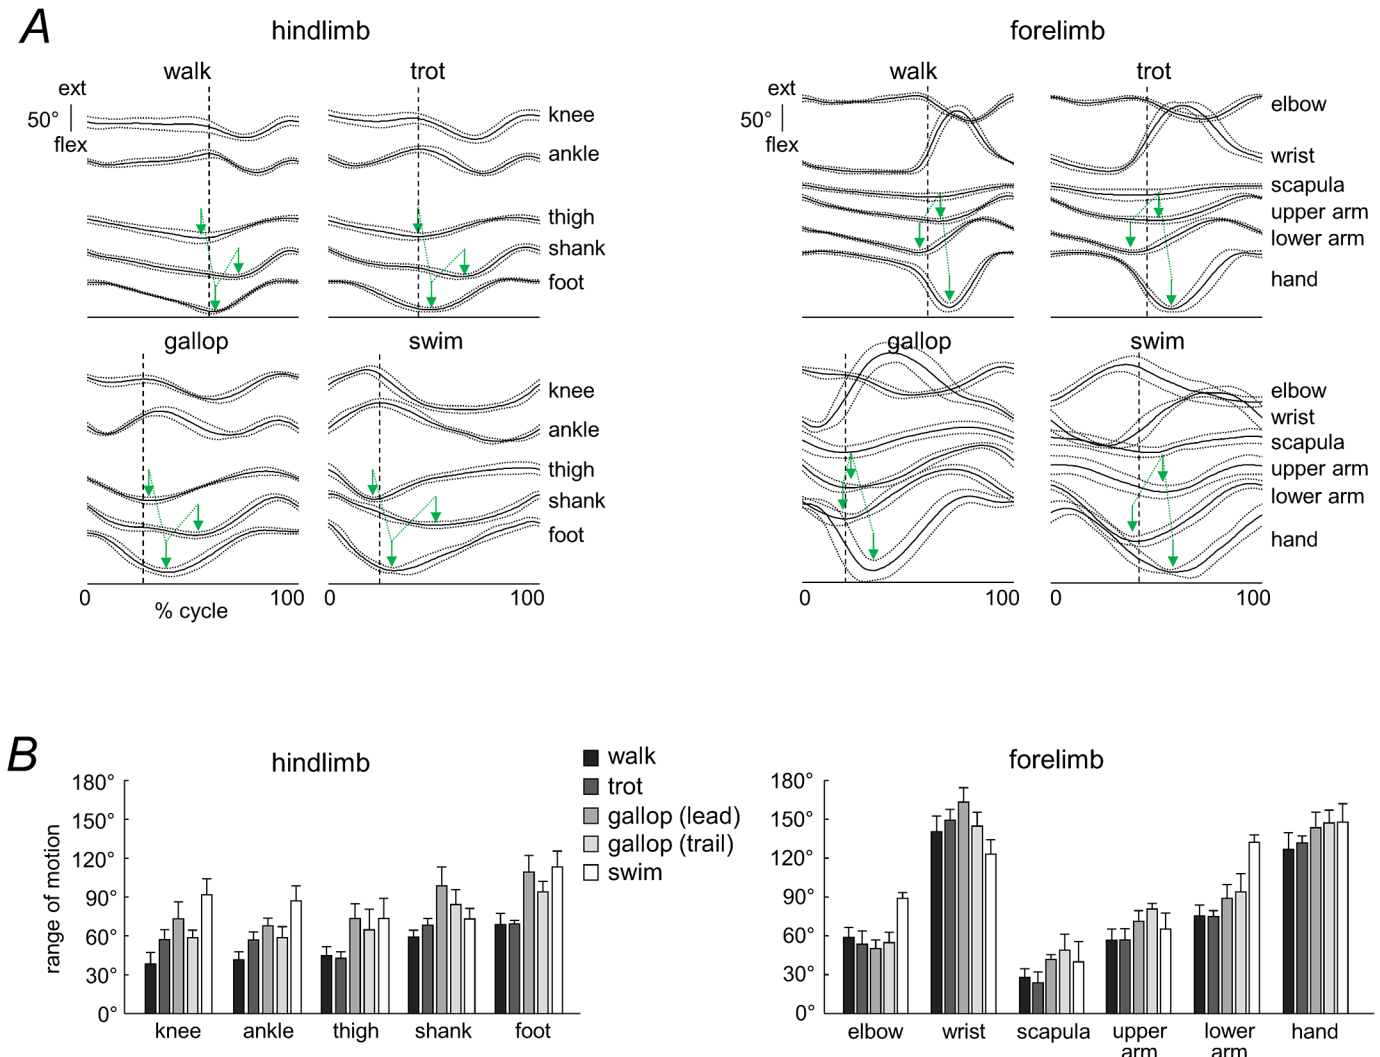 A
hindlimb
forelimb
walk
trot
walk
trot
ext
50°
flex
knee
ankle
thigh
shank
foot
ext
50°
flex
elbow
wrist
scapula
upper arm
lower arm
hand
gallop
swim
gallop
swim
knee
ankle
thigh
shank
foot
elbow
wrist
scapula
upper arm
lower arm
hand
0
100
0
100
% cycle
0
100
0
100
B
hindlimb
forelimb
walk
trot
gallop (lead)
gallop (trail)
swim
range of motion
180°
150°
120°
90°
60°
30°
0°
knee
ankle
thigh
shank
foot
180°
150°
120°
90°
60°
30°
0°
elbow
wrist
scapula
upper
arm
lower
arm
hand